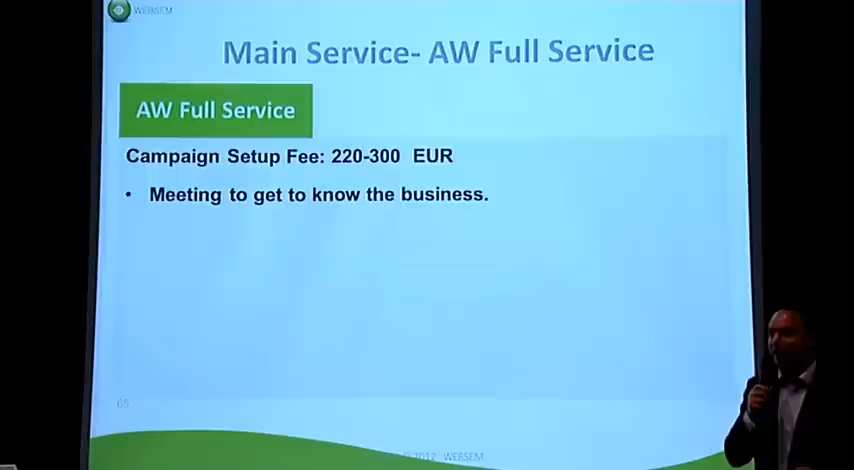 WEBSEM
Main Service- AW Full Service
AW Full Service
Campaign Setup Fee: 220-300 EUR
• Meeting to get to know the business.
65
2012 WEBSEM